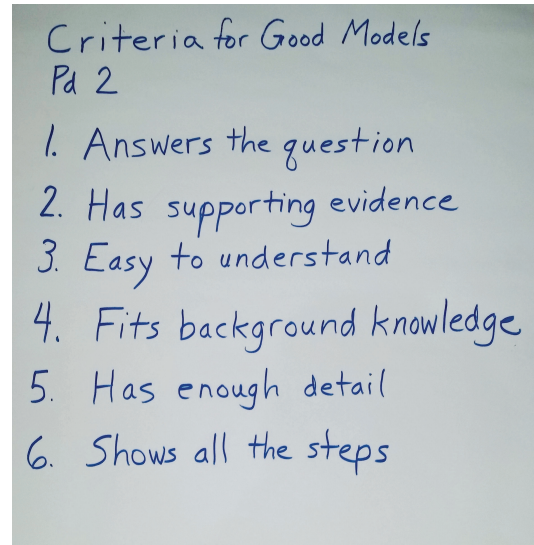 Criteria for Good Models
Pd 2
1. Answers the question
2. Has supporting evidence
3. Easy to understand
4. Fits background knowledge
5. Has enough detail
6. Shows all the steps